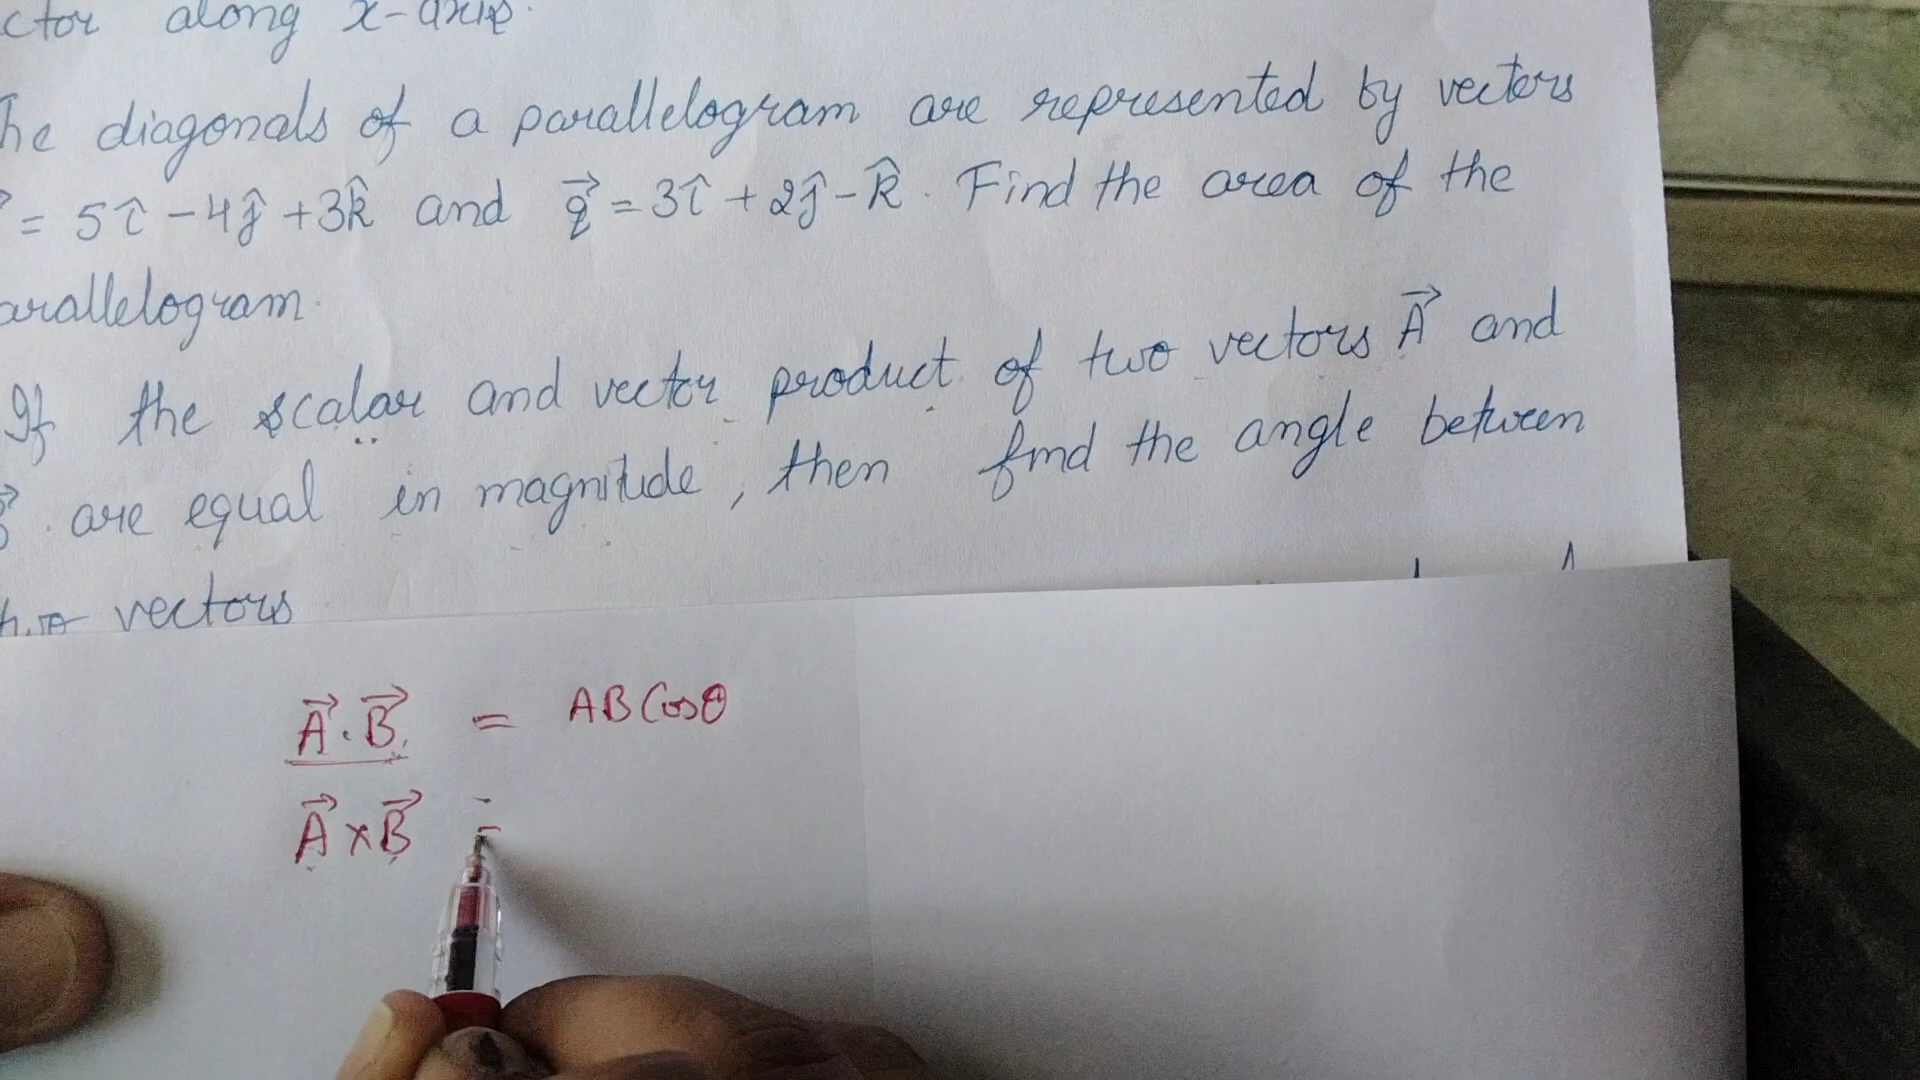 ctor along x-axis.
he diagonals of a parallelogram are represented by vectors
= 5î - 4ĵ + 3k̂ and q⃗ = 3î + 2ĵ - k̂. Find the area of the
arallelogram.
If the scalar and vector product of two vectors A⃗ and
are equal in magnitude, then find the angle between
two vectors
A⃗ . B⃗ = AB Cosθ
A⃗ × B⃗ =